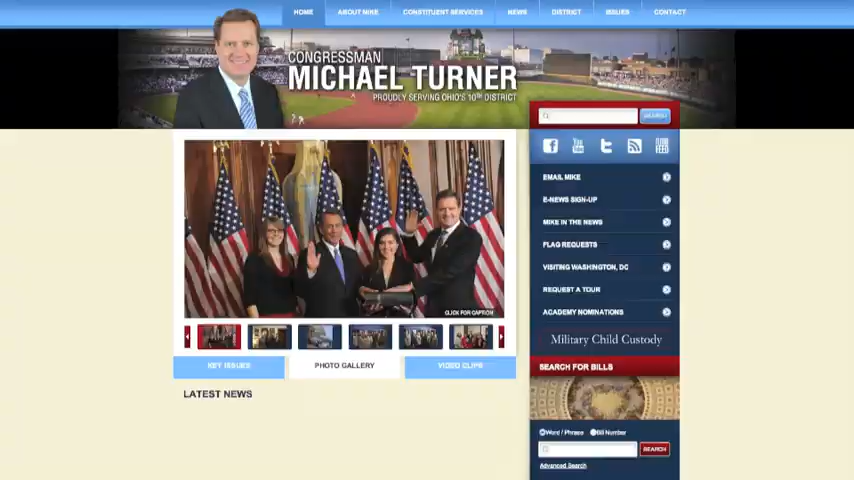 HOME
ABOUT MIKE
CONSTITUENT SERVICES
NEWS
DISTRICT
ISSUES
CONTACT
CONGRESSMAN
MICHAEL TURNER
PROUDLY SERVING OHIO'S 10TH DISTRICT
SEARCH
You Tube
EMAIL MIKE
E-NEWS SIGN-UP
MIKE IN THE NEWS
FLAG REQUESTS
VISITING WASHINGTON, DC
REQUEST A TOUR
ACADEMY NOMINATIONS
CLICK FOR CAPTION
Military Child Custody
KEY ISSUES
PHOTO GALLERY
VIDEO CLIPS
SEARCH FOR BILLS
LATEST NEWS
Word / Phrase
Bill Number
SEARCH
Advanced Search